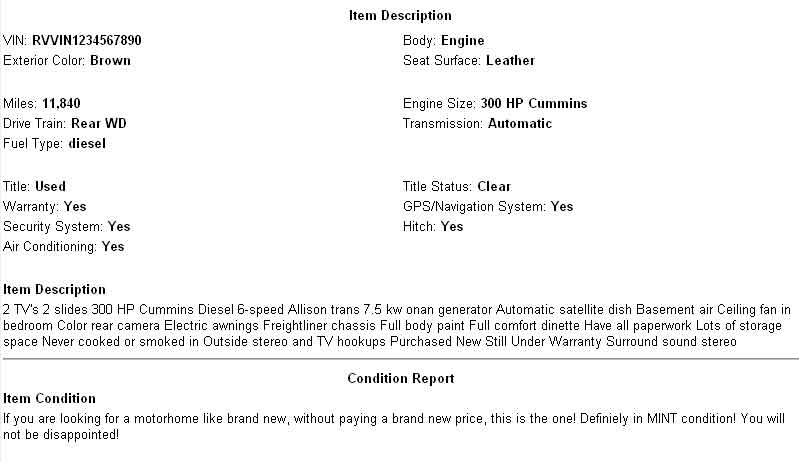 Item Description
VIN: RVVIN1234567890 Body: Engine
Exterior Color: Brown Seat Surface: Leather
Miles: 11,840 Engine Size: 300 HP Cummins
Drive Train: Rear WD Transmission: Automatic
Fuel Type: diesel
Title: Used Title Status: Clear
Warranty: Yes GPS/Navigation System: Yes
Security System: Yes Hitch: Yes
Air Conditioning: Yes
Item Description
2 TV's 2 slides 300 HP Cummins Diesel 6-speed Allison trans 7.5 kw onan generator Automatic satellite dish Basement air Ceiling fan in
bedroom Color rear camera Electric awnings Freightliner chassis Full body paint Full comfort dinette Have all paperwork Lots of storage
space Never cooked or smoked in Outside stereo and TV hookups Purchased New Still Under Warranty Surround sound stereo
Condition Report
Item Condition
If you are looking for a motorhome like brand new, without paying a brand new price, this is the one! Definiely in MINT condition! You will
not be disappointed!